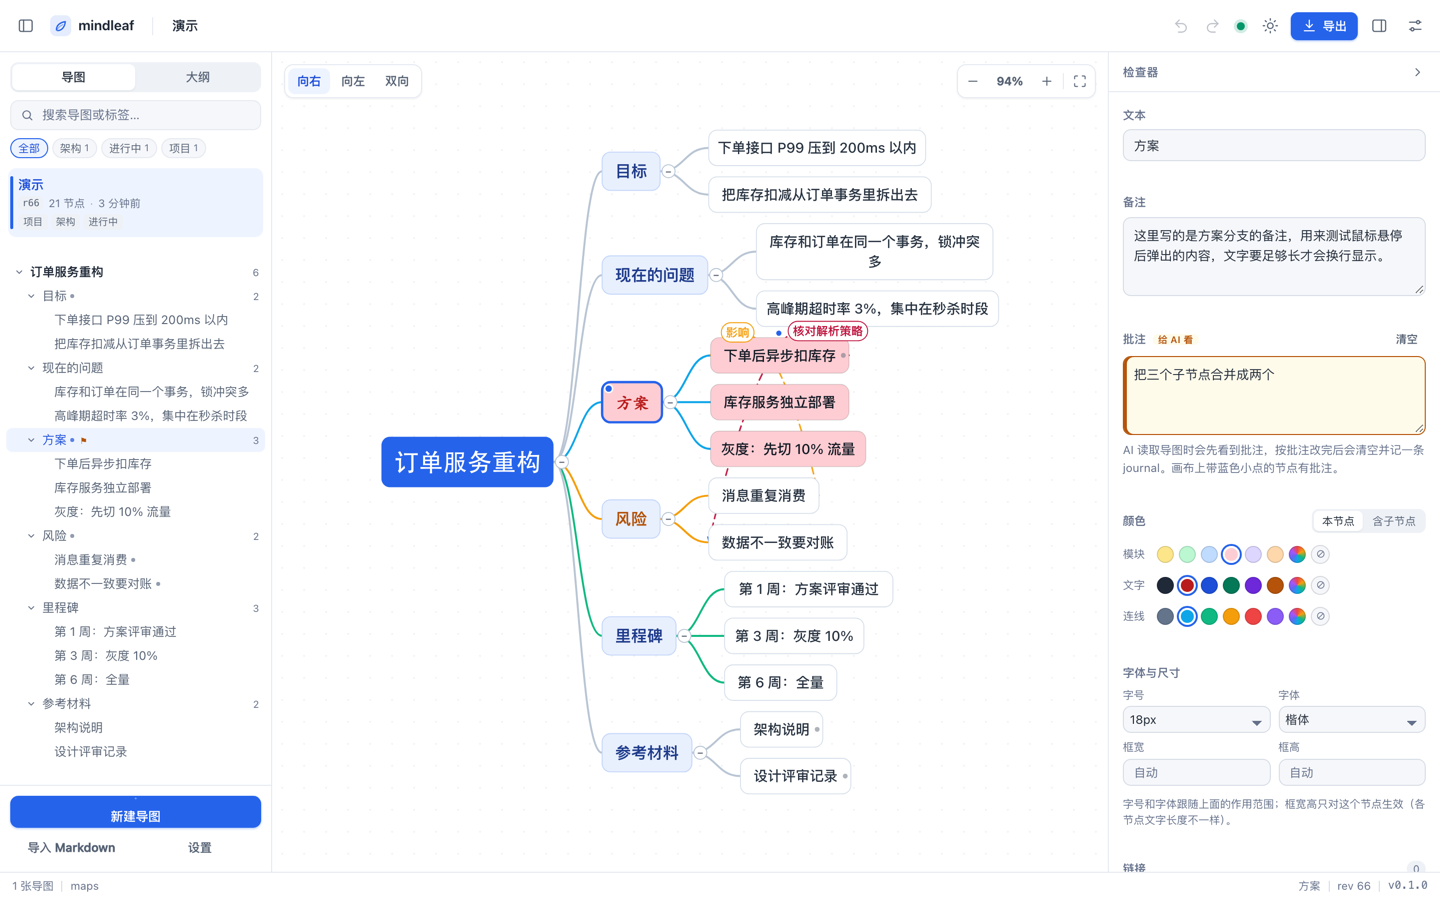 mindleaf
演示
导出
导图
大纲
搜索导图或标签...
全部
架构 1
进行中 1
项目 1
演示
r66 21 节点 · 3 分钟前
项目 架构 进行中
订单服务重构 6
目标 2
下单接口 P99 压到 200ms 以内
把库存扣减从订单事务里拆出去
现在的问题 2
库存和订单在同一个事务，锁冲突多
高峰期超时率 3%，集中在秒杀时段
方案 3
下单后异步扣库存
库存服务独立部署
灰度：先切 10% 流量
风险 2
消息重复消费
数据不一致要对账
里程碑 3
第 1 周：方案评审通过
第 3 周：灰度 10%
第 6 周：全量
参考材料 2
架构说明
设计评审记录
新建导图
导入 Markdown
设置
1 张导图
maps
向右
向左
双向
94%
订单服务重构
目标
下单接口 P99 压到 200ms 以内
把库存扣减从订单事务里拆出去
现在的问题
库存和订单在同一个事务，锁冲突
多
高峰期超时率 3%，集中在秒杀时段
影响
核对解析策略
方案
下单后异步扣库存
库存服务独立部署
灰度：先切 10% 流量
风险
消息重复消费
数据不一致要对账
里程碑
第 1 周：方案评审通过
第 3 周：灰度 10%
第 6 周：全量
参考材料
架构说明
设计评审记录
检查器
文本
方案
备注
这里写的是方案分支的备注，用来测试鼠标悬停
后弹出的内容，文字要足够长才会换行显示。
批注 给 AI 看
清空
把三个子节点合并成两个
AI 读取导图时会先看到批注，按批注改完后会清空并记一条
journal。画布上带蓝色小点的节点有批注。
颜色
本节点
含子节点
模块
文字
连线
字体与尺寸
字号
字体
18px
楷体
框宽
框高
自动
自动
字号和字体跟随上面的作用范围；框宽高只对这个节点生效（各
节点文字长度不一样）。
链接 0
方案
rev 66
v0.1.0